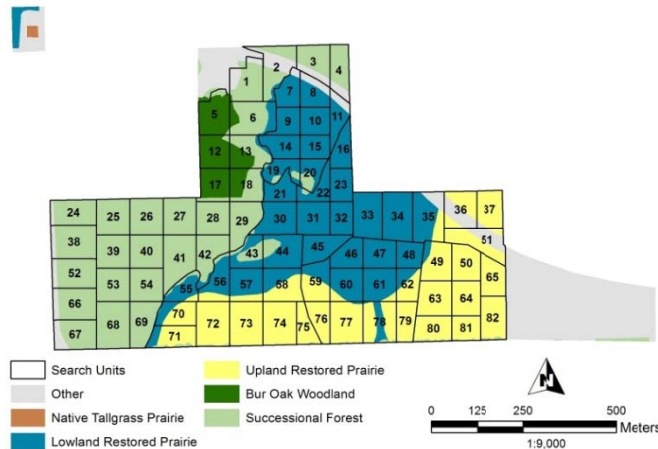 2 3 4
1 7 8
5 6 9 10 11
12 13 14 15 16
17 18 19 20 21 22 23
24 25 26 27 28 29 30 31 32 33 34 35 36 37
38 39 40 41 42 43 44 45 46 47 48 49 50 51
52 53 54 55 56 57 58 59 60 61 62 63 64 65
66 67 68 69 70 71 72 73 74 75 76 77 78 79 80 81 82
Search Units
Other
Native Tallgrass Prairie
Lowland Restored Prairie
Upland Restored Prairie
Bur Oak Woodland
Successional Forest
N
0 125 250 500
Meters
1:9,000